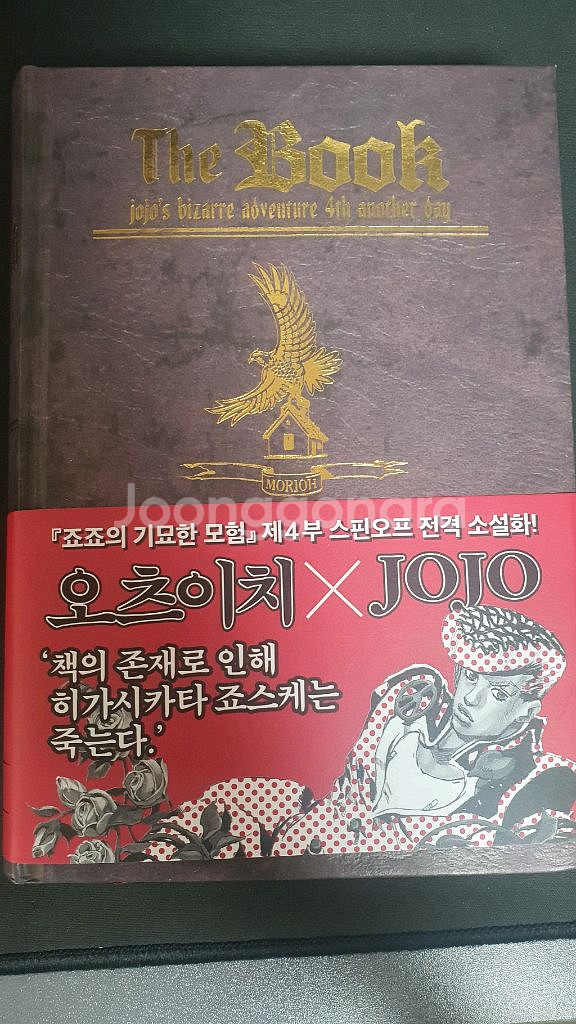 The Book
jojo's bizarre adventure 4th another day
MORIOH
Joonggonara
『죠죠의 기묘한 모험』 제4부 스핀오프 전격 소설화!
오츠이치×JOJO
‘책의 존재로 인해
히가시카타 죠스케는
죽는다.’